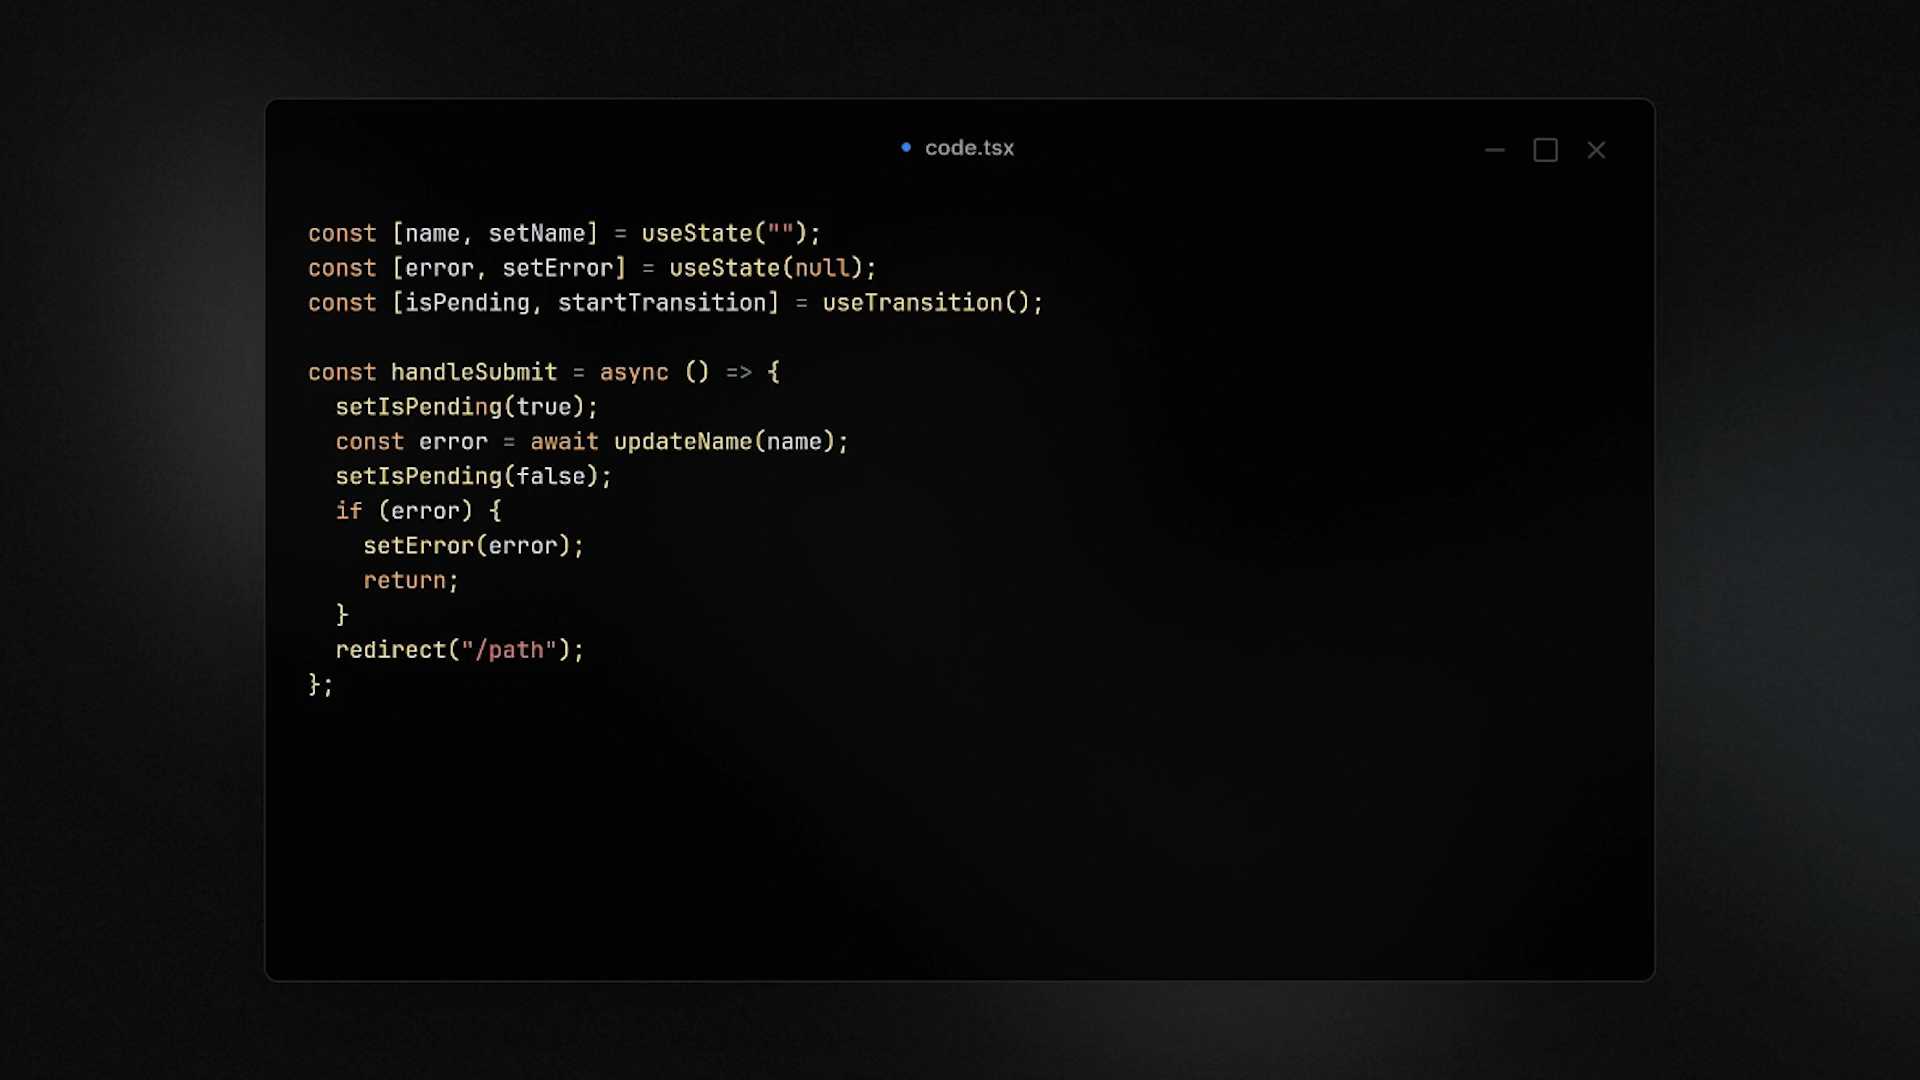 code.tsx
const [name, setName] = useState("");
const [error, setError] = useState(null);
const [isPending, startTransition] = useTransition();

const handleSubmit = async () => {
  setIsPending(true);
  const error = await updateName(name);
  setIsPending(false);
  if (error) {
    setError(error);
    return;
  }
  redirect("/path");
};